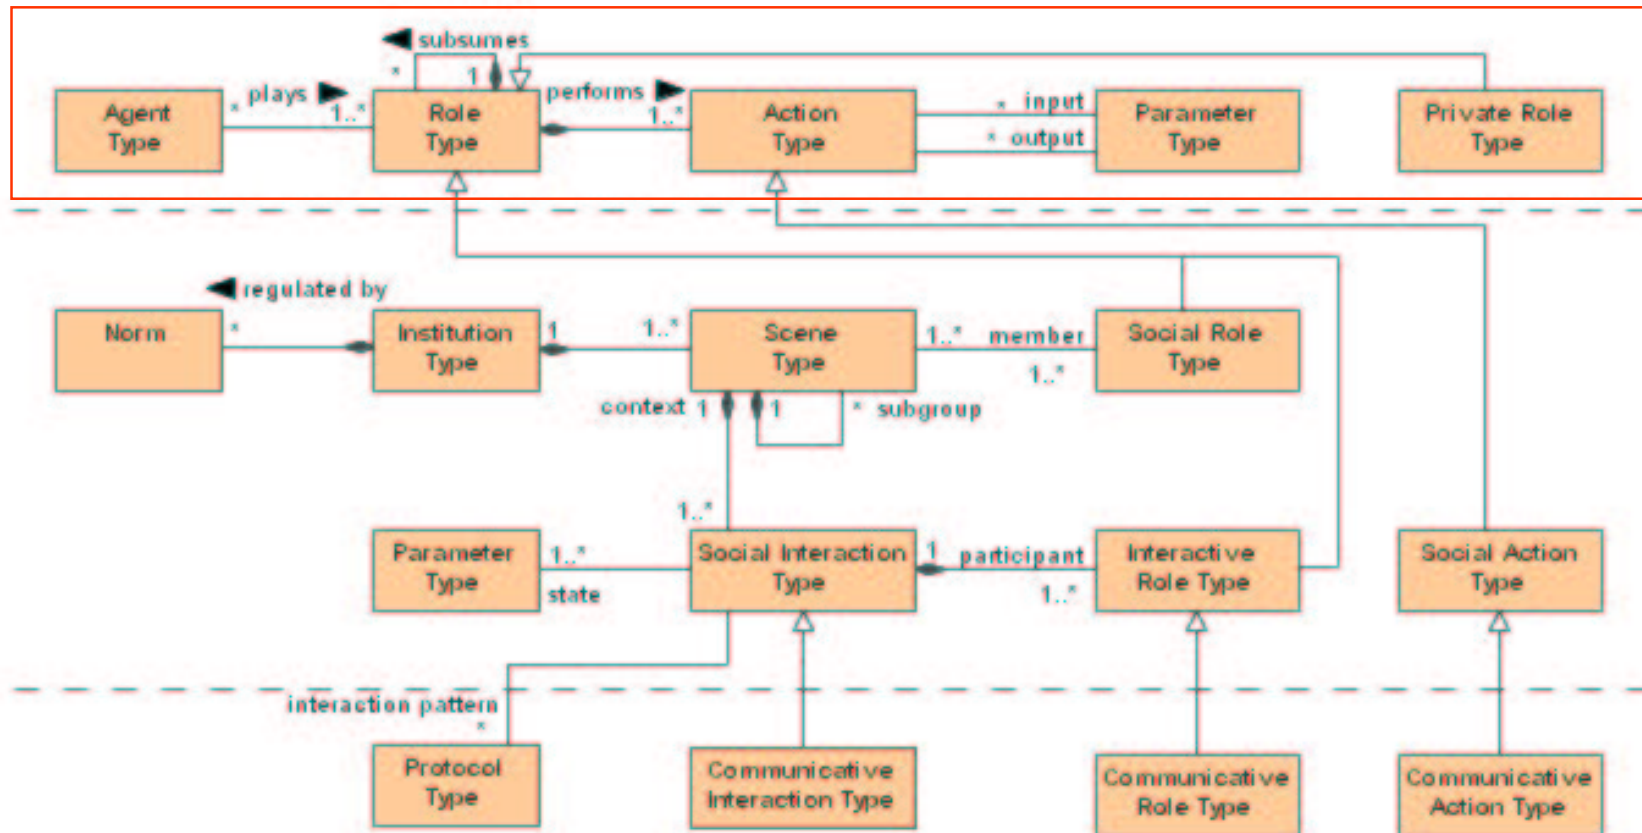 subsumes
* 1
plays performs
* 1..* 1..*
Agent
Type
Role
Type
Action
Type
* input
* output
Parameter
Type
Private Role
Type
regulated by
*
Norm
Institution
Type
1 1..*
Scene
Type
1..* member
1..*
Social Role
Type
context 1 1 * subgroup
1..*
Parameter
Type
1..*
state
Social Interaction
Type
1 participant
1..*
Interactive
Role Type
Social Action
Type
interaction pattern
*
Protocol
Type
Communicative
Interaction Type
Communicative
Role Type
Communicative
Action Type